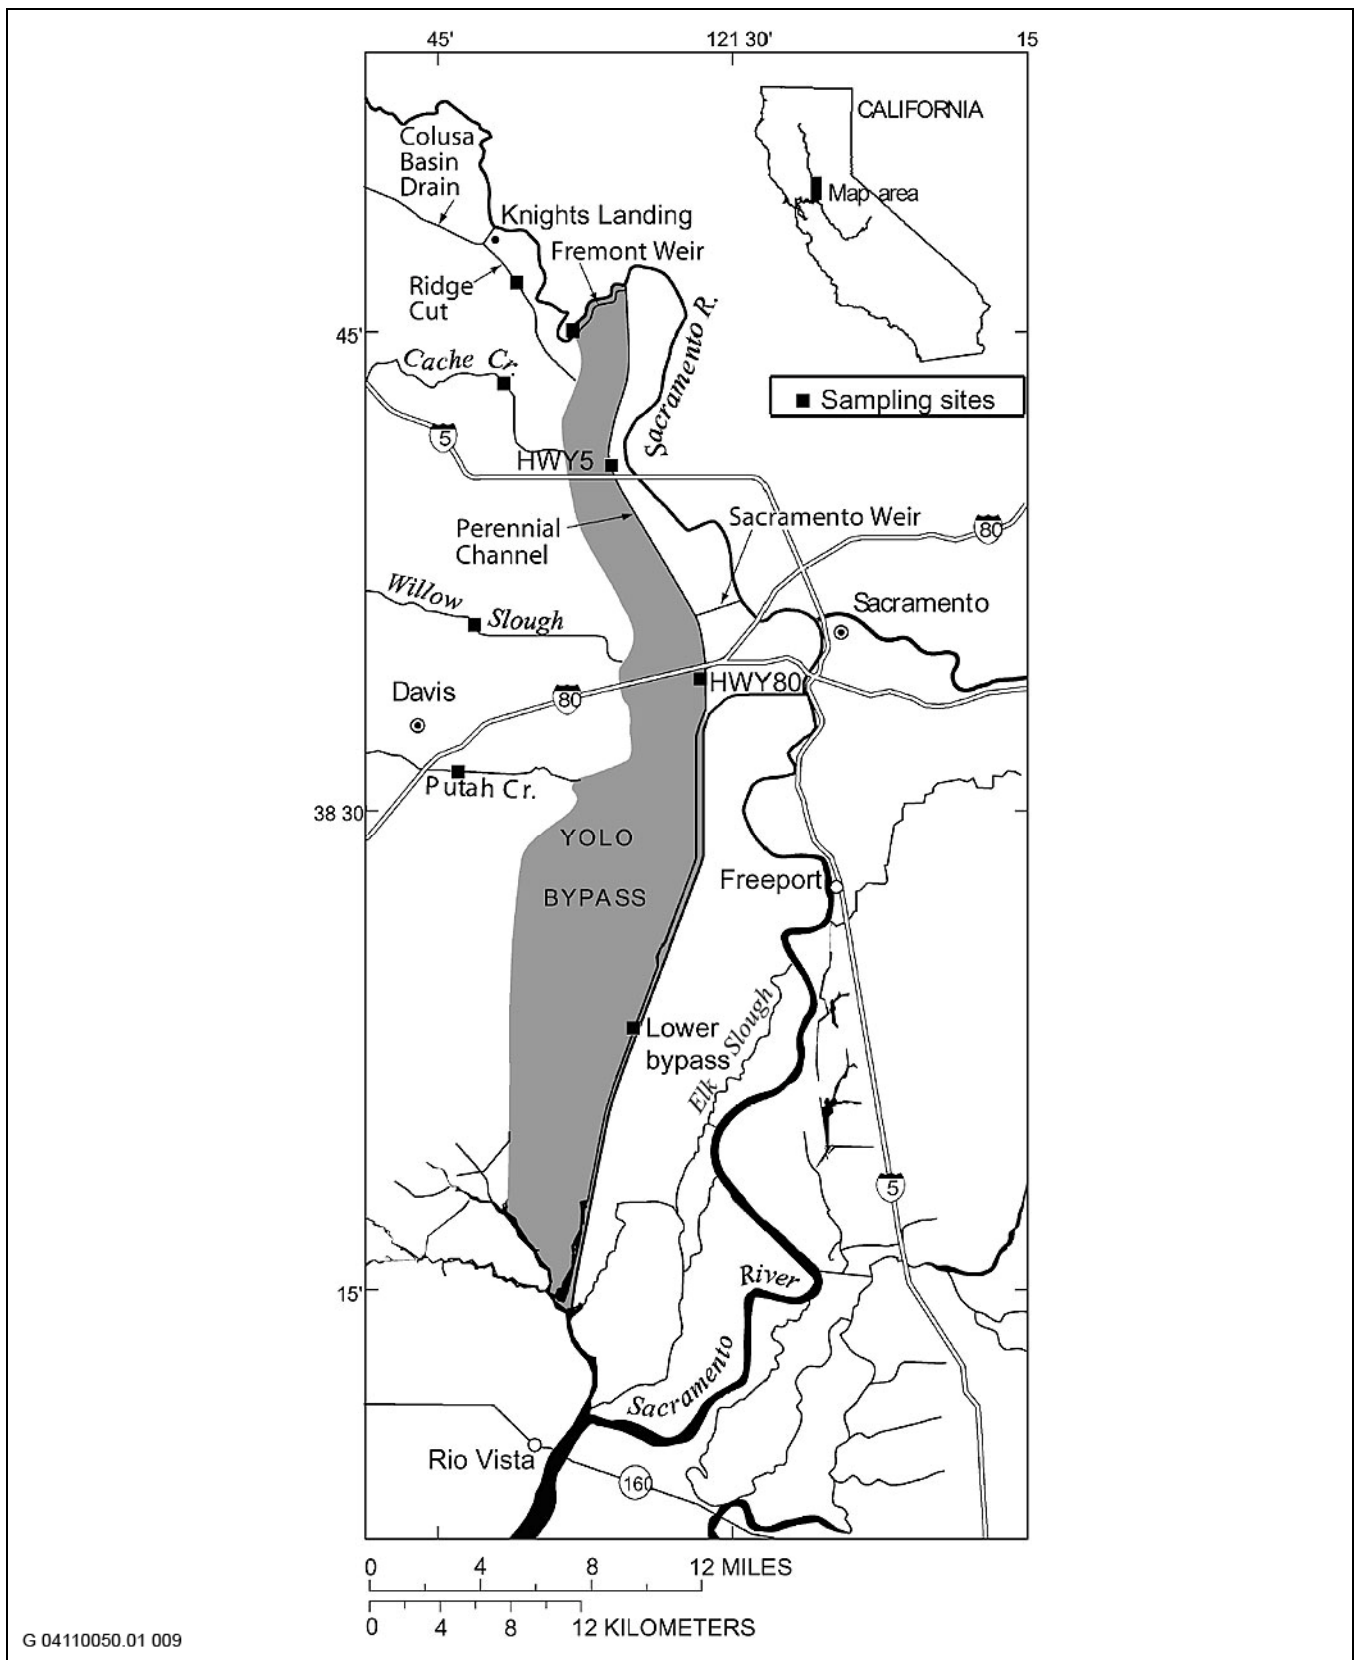 45'
121 30'
15
CALIFORNIA
Map area
Colusa
Basin
Drain
Knights Landing
Fremont Weir
Ridge
Cut
Sacramento R.
45'
Cache Cr.
Sampling sites
5
HWY5
Perennial
Channel
Sacramento Weir
80
Willow Slough
Sacramento
Davis
80
HWY80
Putah Cr.
38 30
YOLO
BYPASS
Freeport
Elk Slough
Lower
bypass
5
15'
River
Sacramento
Rio Vista
160
0 4 8 12 MILES
0 4 8 12 KILOMETERS
G 04110050.01 009